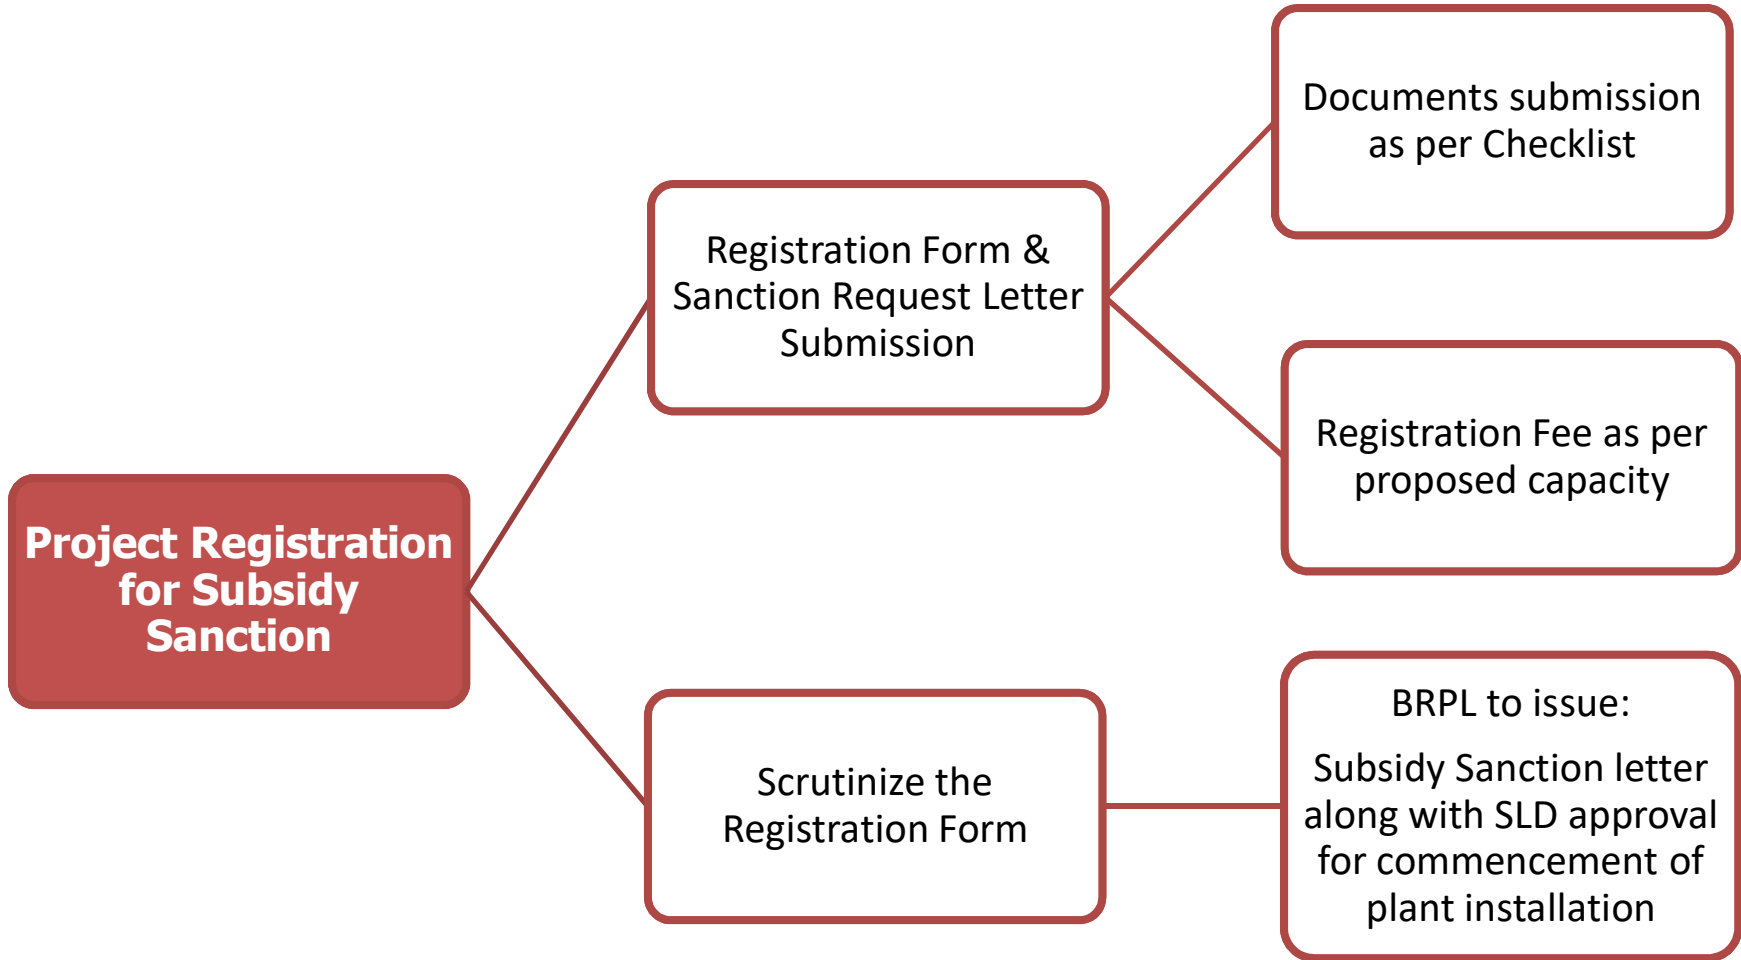 Project Registration
for Subsidy
Sanction
Registration Form &
Sanction Request Letter
Submission
Documents submission
as per Checklist
Registration Fee as per
proposed capacity
Scrutinize the
Registration Form
BRPL to issue:
Subsidy Sanction letter
along with SLD approval
for commencement of
plant installation